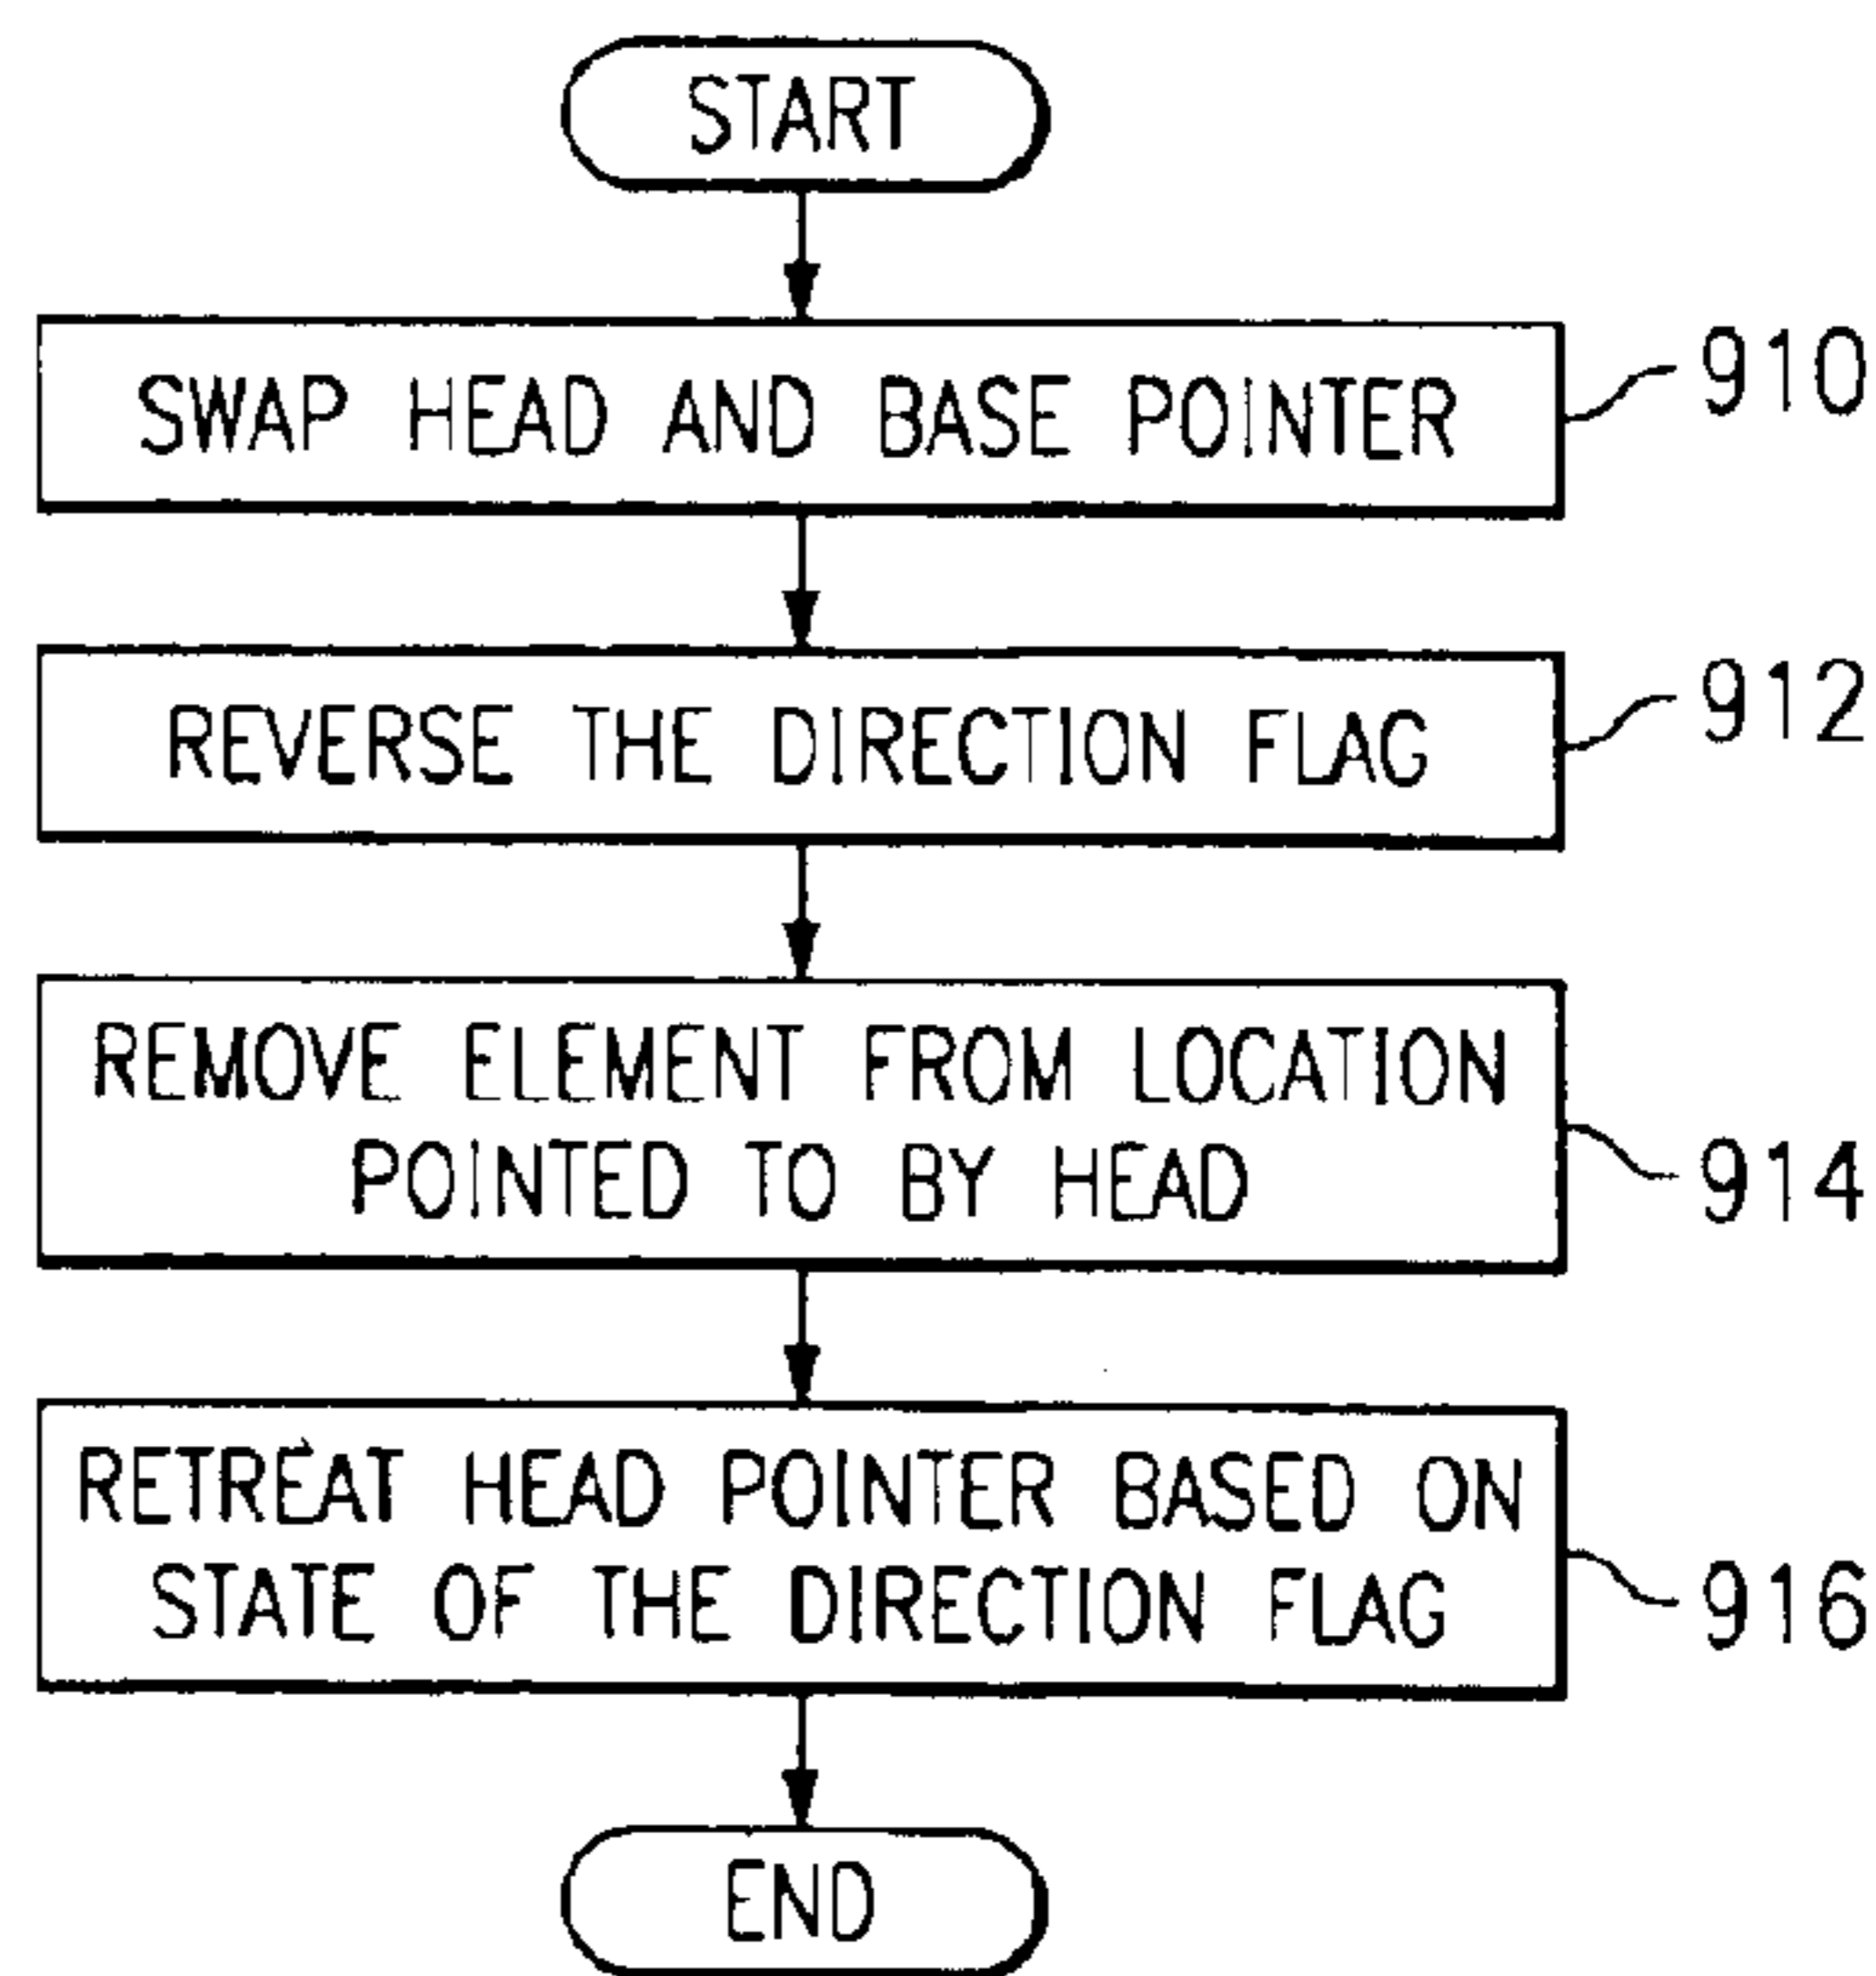 START
SWAP HEAD AND BASE POINTER
910
REVERSE THE DIRECTION FLAG
912
REMOVE ELEMENT FROM LOCATION
POINTED TO BY HEAD
914
RETREAT HEAD POINTER BASED ON
STATE OF THE DIRECTION FLAG
916
END